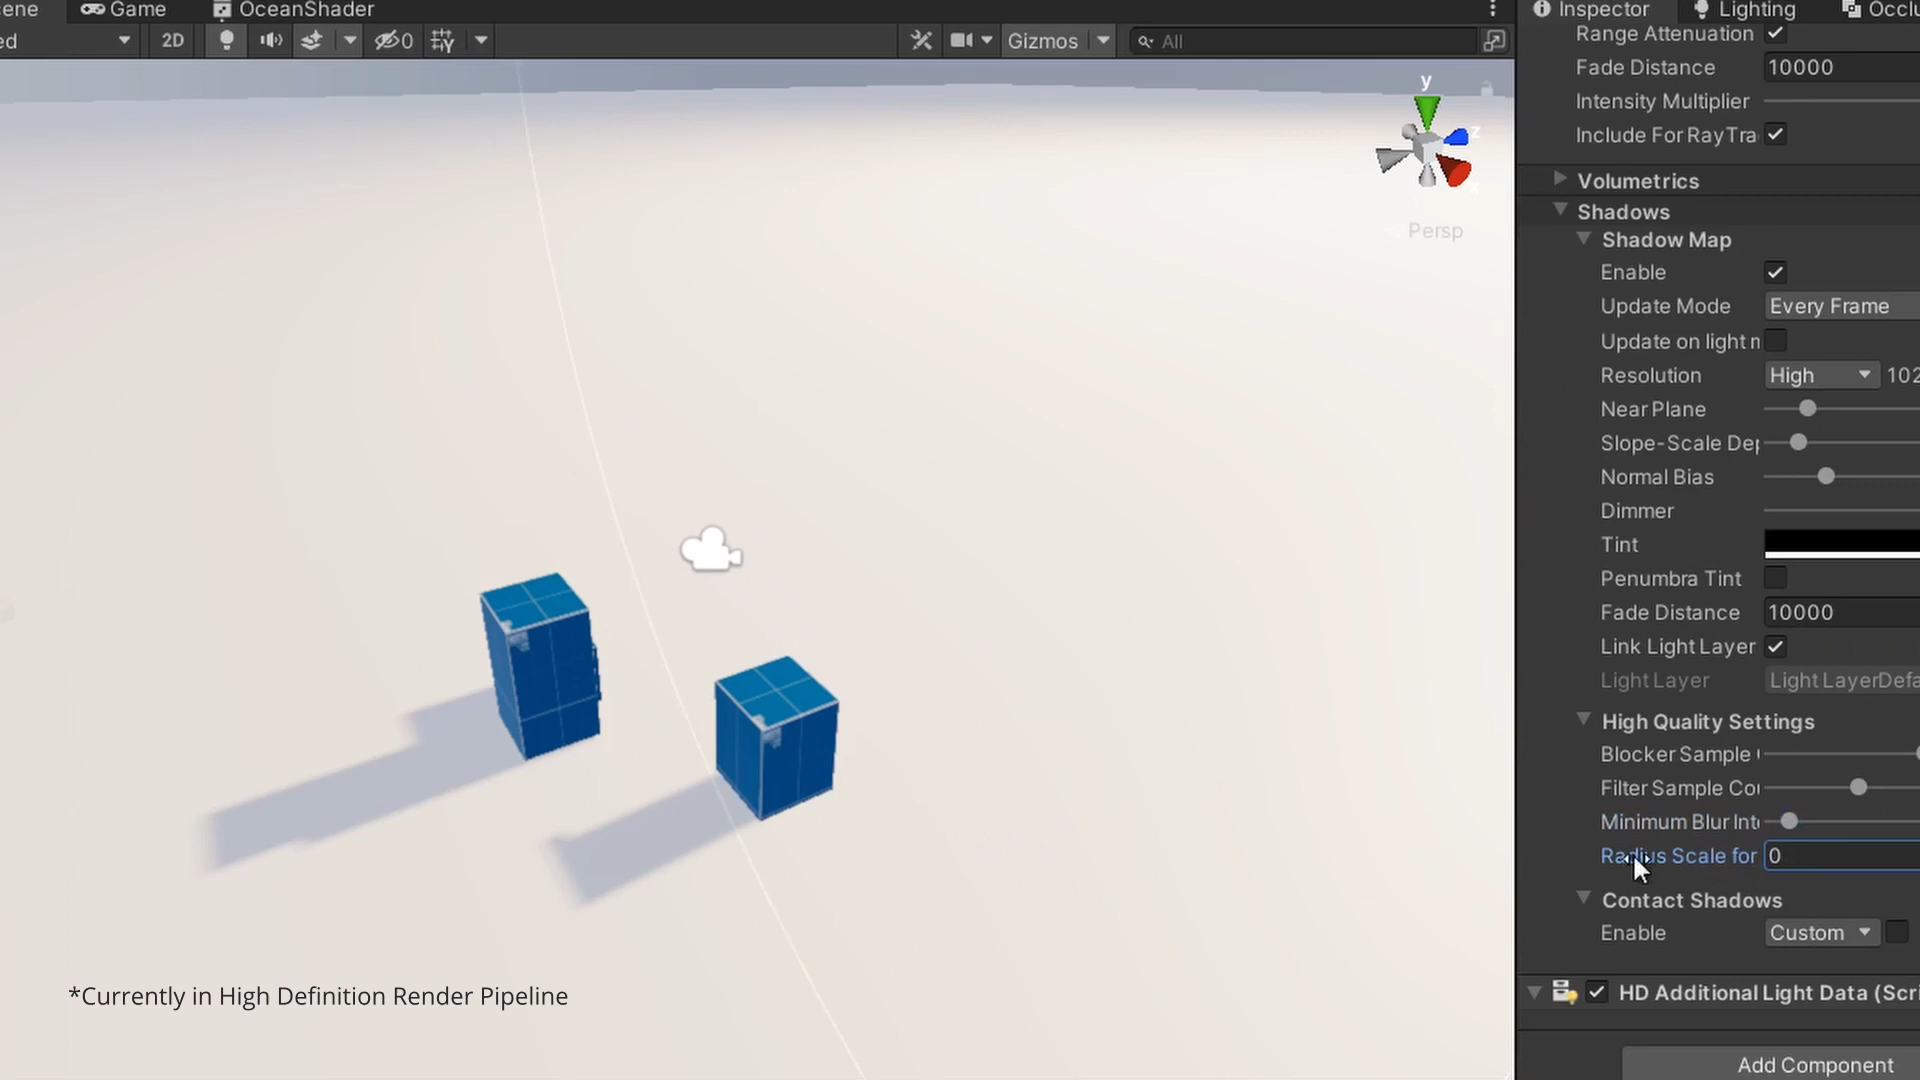 ene Game OceanShader
ed 2D 0 Gizmos All
y
z
Persp
*Currently in High Definition Render Pipeline
Inspector Lighting Occlu
Range Attenuation
Fade Distance 10000
Intensity Multiplier
Include For RayTra
Volumetrics
Shadows
Shadow Map
Enable
Update Mode Every Frame
Update on light m
Resolution High 102
Near Plane
Slope-Scale Dep
Normal Bias
Dimmer
Tint
Penumbra Tint
Fade Distance 10000
Link Light Layer
Light Layer Light LayerDefa
High Quality Settings
Blocker Sample
Filter Sample Cou
Minimum Blur Inte
Radius Scale for 0
Contact Shadows
Enable Custom
HD Additional Light Data (Scri
Add Component